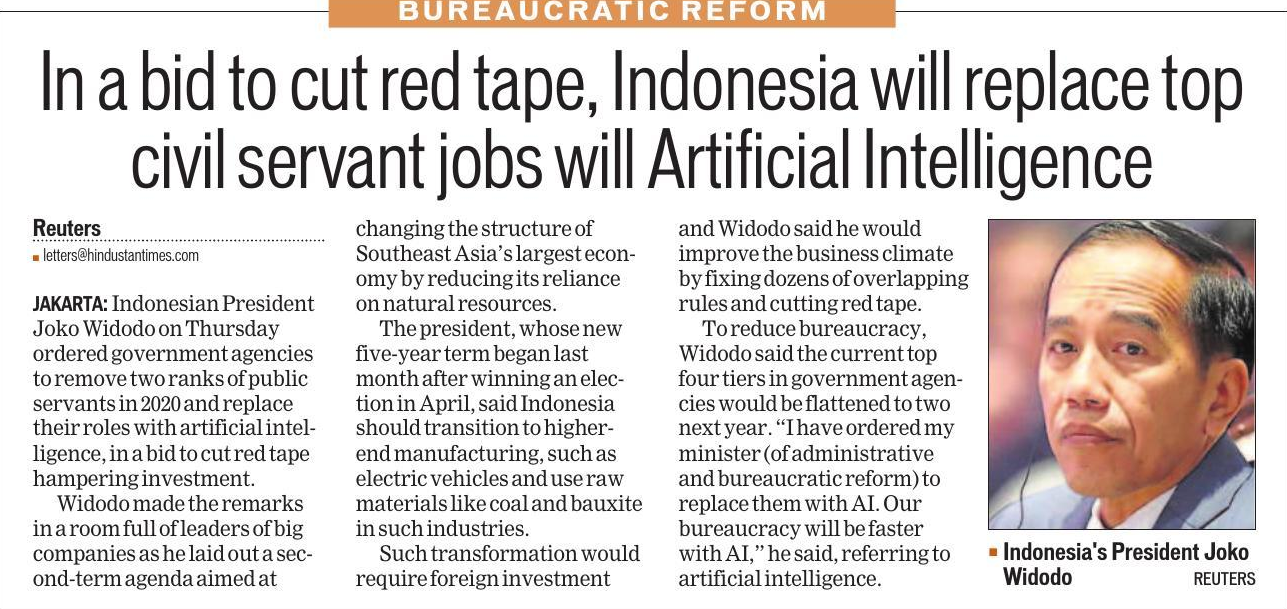 BUREAUCRATIC REFORM
In a bid to cut red tape, Indonesia will replace top
civil servant jobs will Artificial Intelligence
Reuters
letters@hindustantimes.com
JAKARTA: Indonesian President
Joko Widodo on Thursday
ordered government agencies
to remove two ranks of public
servants in 2020 and replace
their roles with artificial intel-
ligence, in a bid to cut red tape
hampering investment.
Widodo made the remarks
in a room full of leaders of big
companies as he laid out a sec-
ond-term agenda aimed at
changing the structure of
Southeast Asia's largest econ-
omy by reducing its reliance
on natural resources.
The president, whose new
five-year term began last
month after winning an elec-
tion in April, said Indonesia
should transition to higher-
end manufacturing, such as
electric vehicles and use raw
materials like coal and bauxite
in such industries.
Such transformation would
require foreign investment
and Widodo said he would
improve the business climate
by fixing dozens of overlapping
rules and cutting red tape.
To reduce bureaucracy,
Widodo said the current top
four tiers in government agen-
cies would be flattened to two
next year. “I have ordered my
minister (of administrative
and bureaucratic reform) to
replace them with AI. Our
bureaucracy will be faster
with AI,” he said, referring to
artificial intelligence.
Indonesia's President Joko
Widodo REUTERS